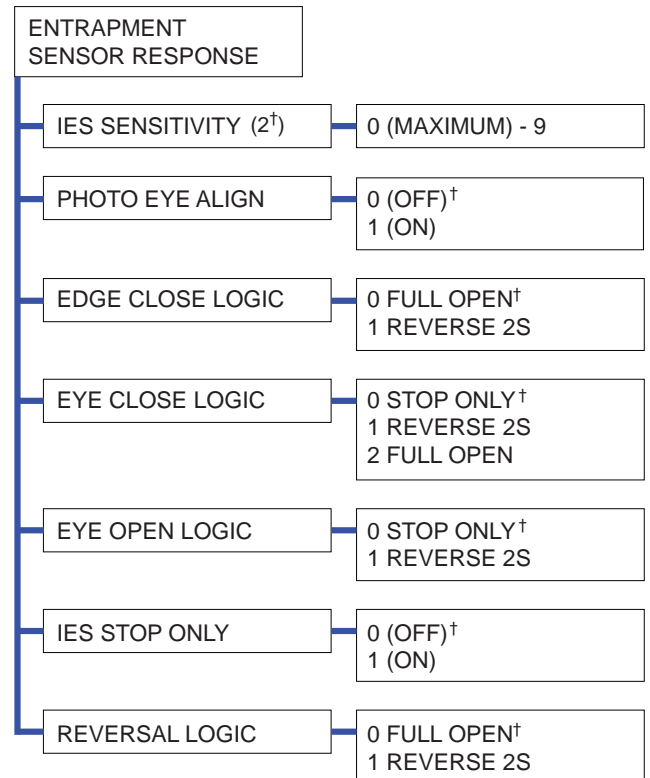 ENTRAPMENT
SENSOR RESPONSE
IES SENSITIVITY (2†)
0 (MAXIMUM) - 9
PHOTO EYE ALIGN
0 (OFF)†
1 (ON)
EDGE CLOSE LOGIC
0 FULL OPEN†
1 REVERSE 2S
EYE CLOSE LOGIC
0 STOP ONLY†
1 REVERSE 2S
2 FULL OPEN
EYE OPEN LOGIC
0 STOP ONLY†
1 REVERSE 2S
IES STOP ONLY
0 (OFF)†
1 (ON)
REVERSAL LOGIC
0 FULL OPEN†
1 REVERSE 2S